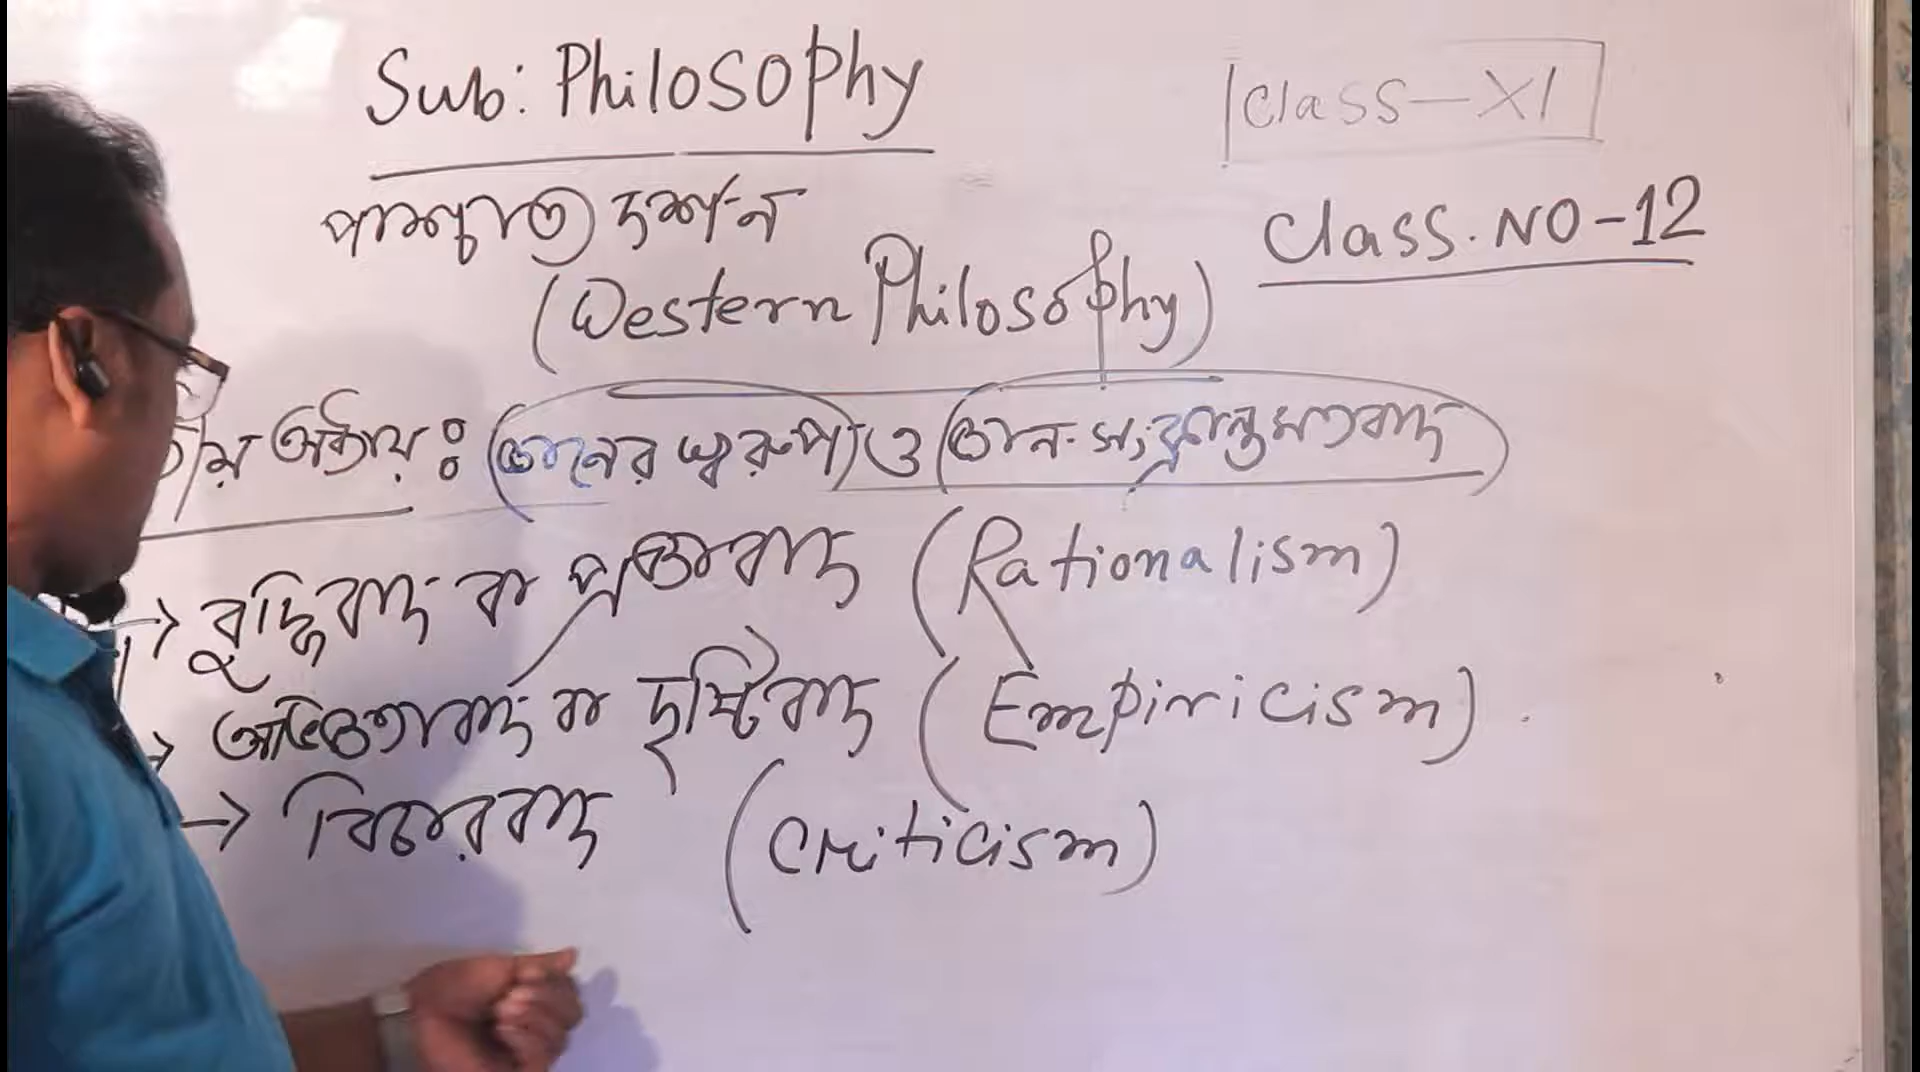 Sub: Philosophy
Class-XI
পাশ্চাত্য দর্শন
Class. NO-12
(Western Philosophy)
য় অধ্যায়ঃ (জ্ঞানের স্বরূপ) ও (জ্ঞান সংক্রান্ত মতবাদ)
→ বুদ্ধিবাদ বা প্রজ্ঞাবাদ (Rationalism)
→ অভিজ্ঞতাবাদ বা দৃষ্টিবাদ (Empiricism)
→ বিচারবাদ (Criticism)